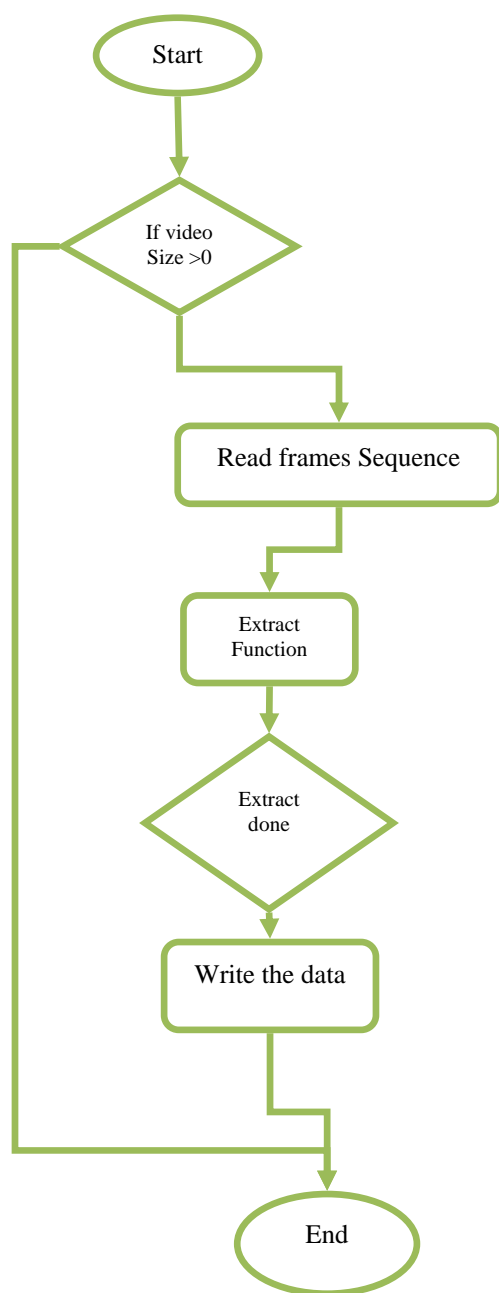 Start
If video
Size >0
Read frames Sequence
Extract
Function
Extract
done
Write the data
End